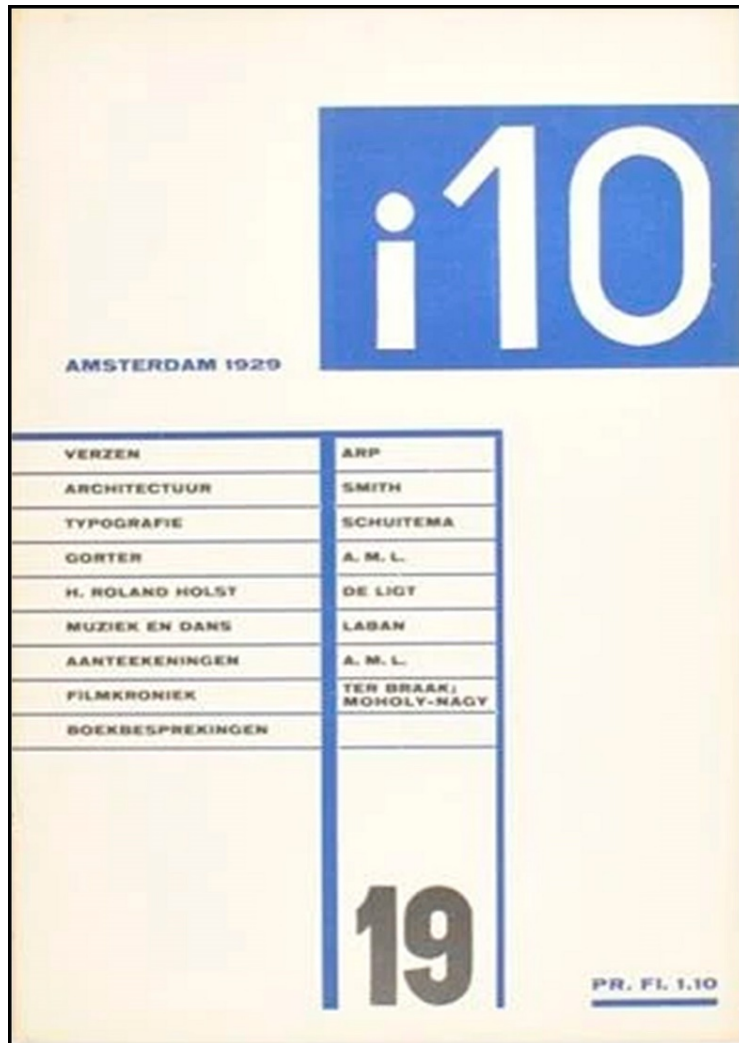 i10
AMSTERDAM 1929
VERZEN ARP
ARCHITECTUUR SMITH
TYPOGRAFIE SCHUITEMA
GORTER A. M. L.
H. ROLAND HOLST DE LIGT
MUZIEK EN DANS LABAN
AANTEEKENINGEN A. M. L.
FILMKRONIEK TER BRAAK;
MOHOLY-NAGY
BOEKBESPREKINGEN
19
PR. Fl. 1.10